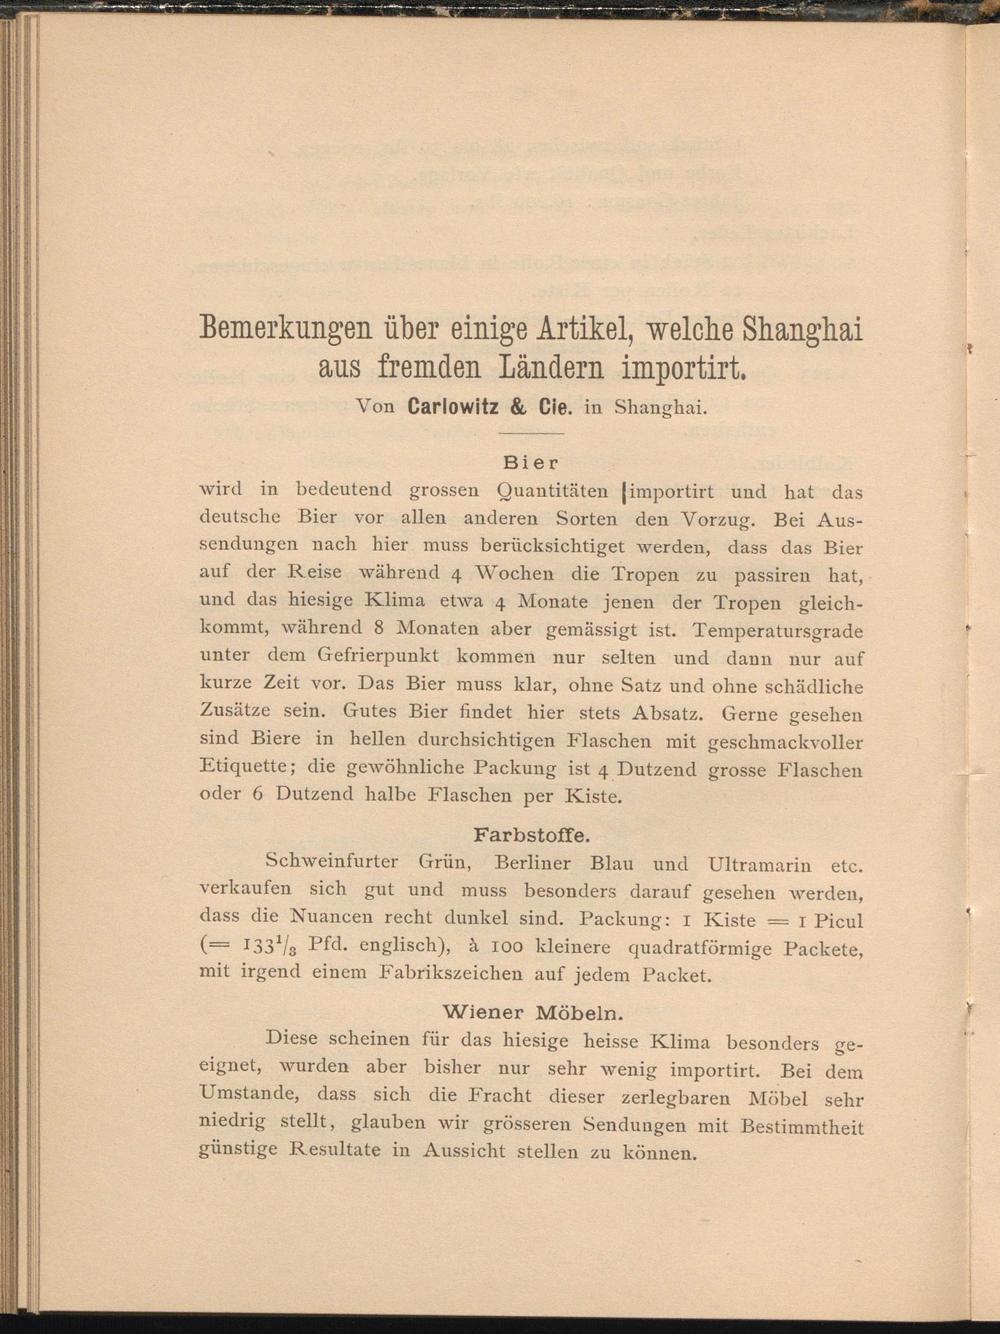 Bemerkungen über einige Artikel, welche Shanghai
aus fremden Ländern importirt.
Von Carlowitz & Cie. in Shanghai.
Bier
wird in bedeutend grossen Quantitäten importirt und hat das
deutsche Bier vor allen anderen Sorten den Vorzug. Bei Aus-
sendungen nach hier muss berücksichtiget werden, dass das Bier
auf der Reise während 4 Wochen die Tropen zu passiren hat,
und das hiesige Klima etwa 4 Monate jenen der Tropen gleich-
kommt, während 8 Monaten aber gemässigt ist. Temperatursgrade
unter dem Gefrierpunkt kommen nur selten und dann nur auf
kurze Zeit vor. Das Bier muss klar, ohne Satz und ohne schädliche
Zusätze sein. Gutes Bier findet hier stets Absatz. Gerne gesehen
sind Biere in hellen durchsichtigen Flaschen mit geschmackvoller
Etiquette; die gewöhnliche Packung ist 4 Dutzend grosse Flaschen
oder 6 Dutzend halbe Flaschen per Kiste.
Farbstoffe.
Schweinfurter Grün, Berliner Blau und Ultramarin etc.
verkaufen sich gut und muss besonders darauf gesehen werden,
dass die Nuancen recht dunkel sind. Packung: 1 Kiste = 1 Picul
(= 133¹/₃ Pfd. englisch), à 100 kleinere quadratförmige Packete,
mit irgend einem Fabrikszeichen auf jedem Packet.
Wiener Möbeln.
Diese scheinen für das hiesige heisse Klima besonders ge-
eignet, wurden aber bisher nur sehr wenig importirt. Bei dem
Umstande, dass sich die Fracht dieser zerlegbaren Möbel sehr
niedrig stellt, glauben wir grösseren Sendungen mit Bestimmtheit
günstige Resultate in Aussicht stellen zu können.